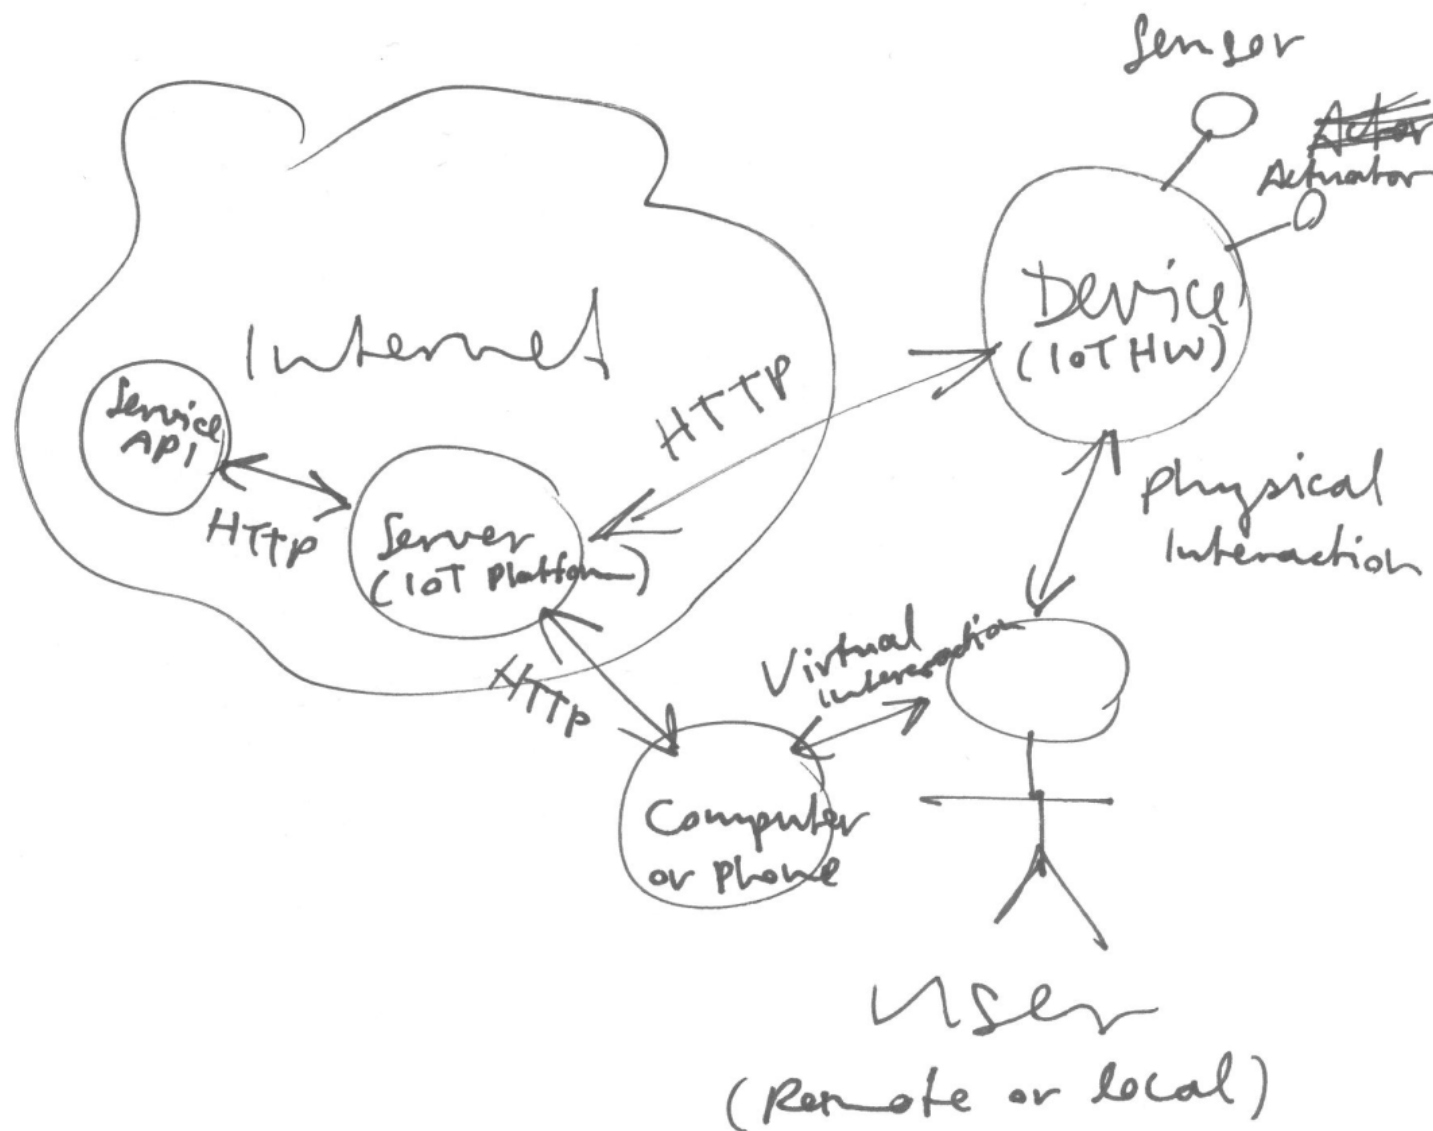 Sensor
Actor
Actuator
Device
(IoT HW)
Internet
HTTP
Service
API
HTTP
Server
(IoT Platform)
Physical
Interaction
Virtual
Interaction
HTTP
Computer
or Phone
User
(Remote or local)